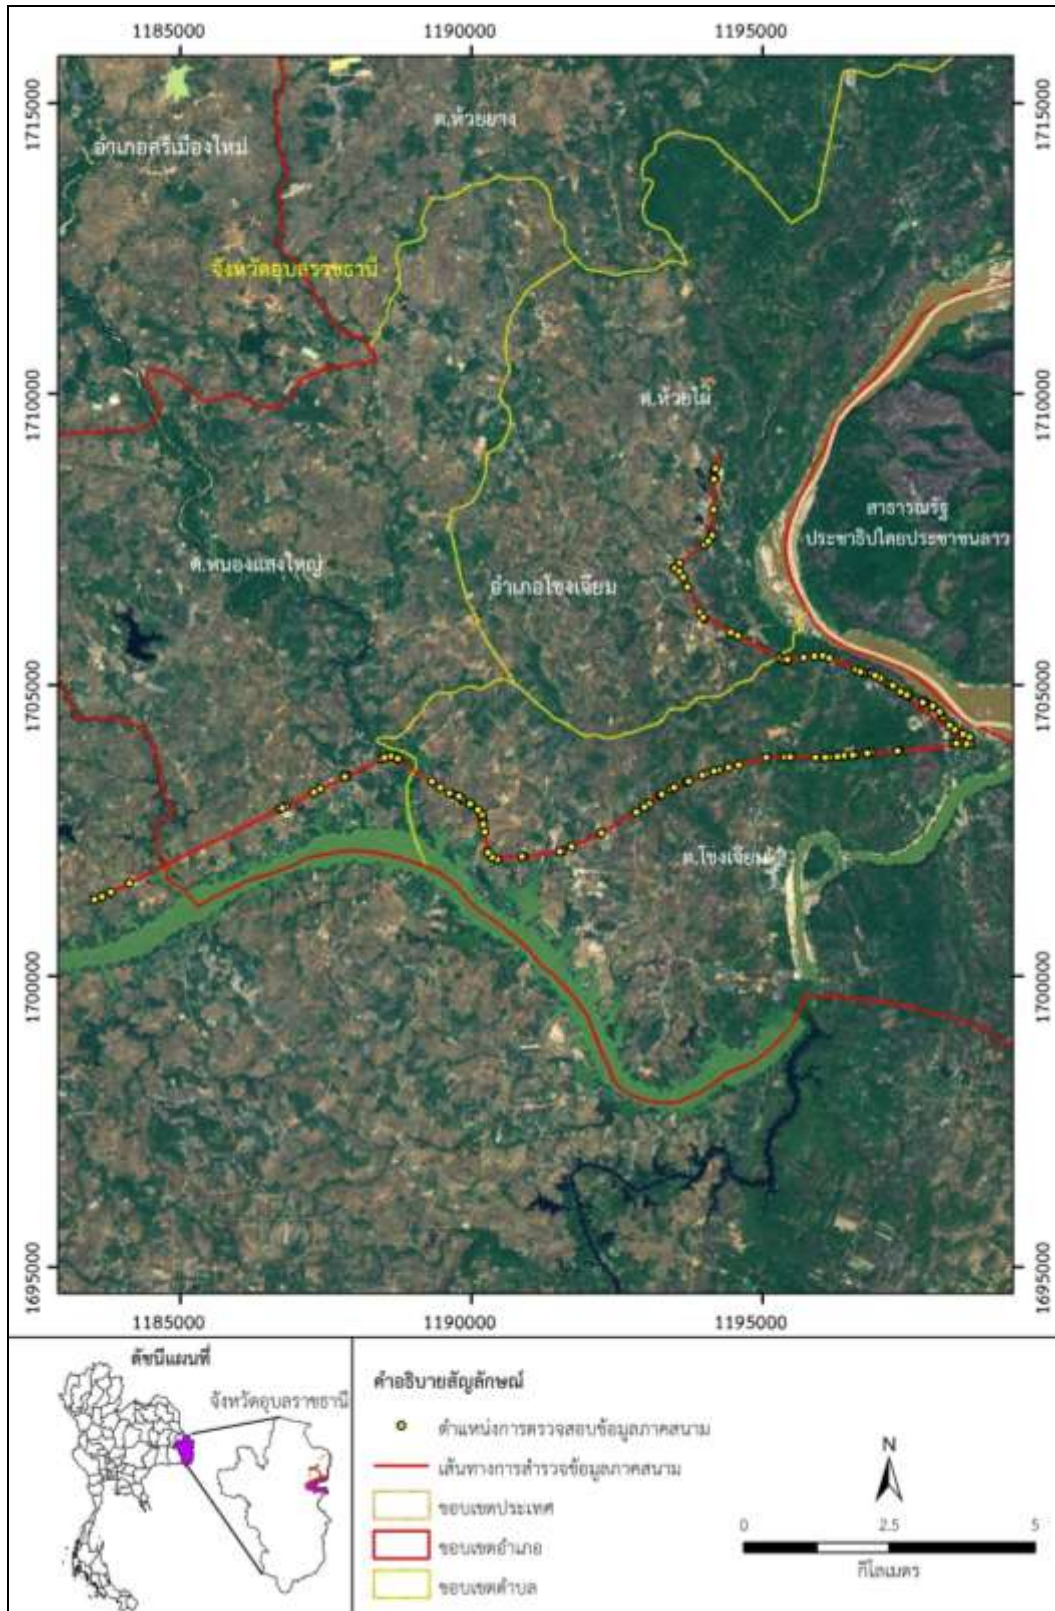 1185000 1190000 1195000
1715000
1715000
ต.ห้วยยาง
อำเภอศรีเมืองใหม่
จังหวัดอุบลราชธานี
1710000
1710000
ต.ห้วยไผ่
สาธารณรัฐ
ประชาธิปไตยประชาชนลาว
ต.หนองแสงใหญ่
อำเภอโขงเจียม
1705000
1705000
ต.โขงเจียม
1700000
1700000
1695000
1695000
1185000 1190000 1195000
ดัชนีแผนที่
จังหวัดอุบลราชธานี
คำอธิบายสัญลักษณ์
ตำแหน่งการตรวจสอบข้อมูลภาคสนาม
เส้นทางการสำรวจข้อมูลภาคสนาม
ขอบเขตประเทศ
ขอบเขตอำเภอ
ขอบเขตตำบล
N
0 2.5 5
กิโลเมตร